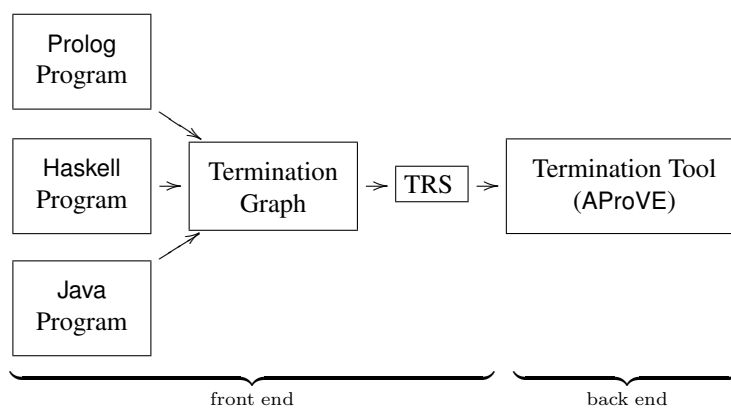 Prolog
Program
Haskell
Program
Termination
Graph
TRS
Termination Tool
(AProVE)
Java
Program
front end
back end